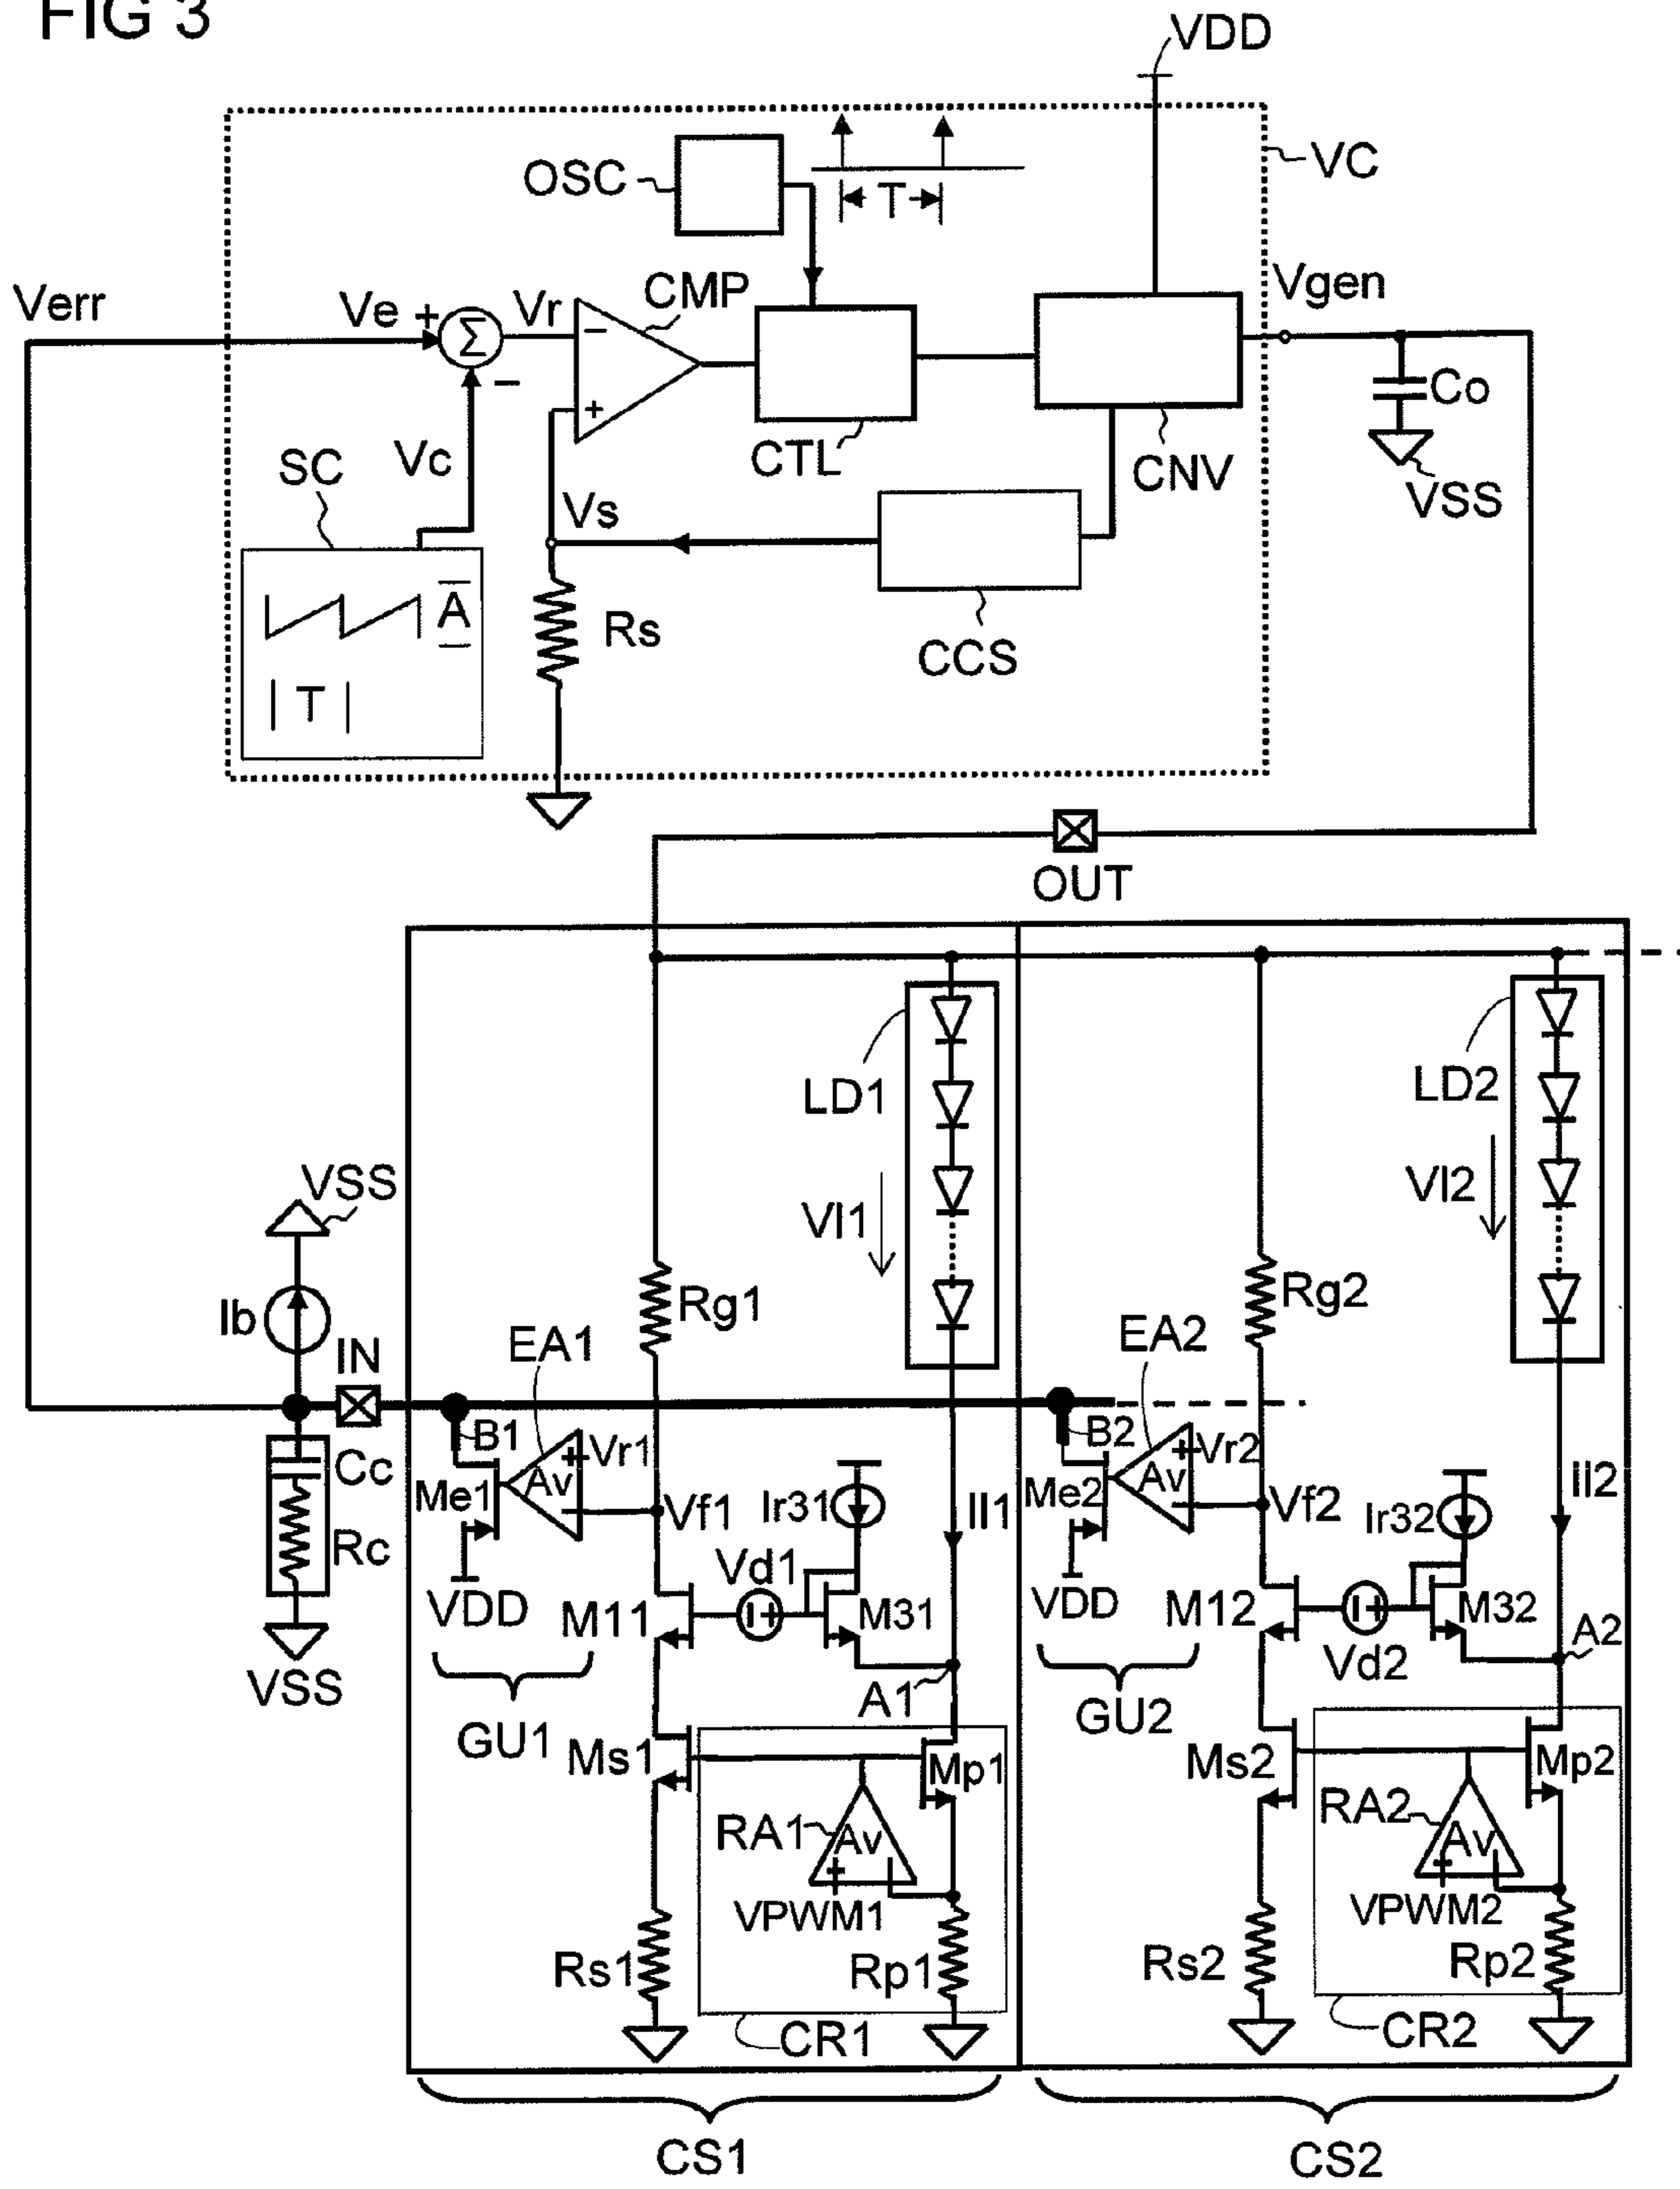 FIG 3
VDD
OSC
T
VC
Verr
Ve +
Σ
Vr
CMP
−
+
Vgen
−
Vc
SC
CTL
CNV
Co
VSS
Vs
A
T
Rs
CCS
OUT
LD1
LD2
VSS
Vl1
Vl2
Ib
Rg1
Rg2
IN
EA1
EA2
B1
Vr1
+
Av
−
B2
Vr2
+
Av
−
Cc
Me1
Ir31
Il1
Me2
Vf2
Ir32
Il2
Rc
Vf1
Vd1
VDD
M11
M31
VDD
M12
M32
A2
VSS
Vd2
A1
GU1
GU2
Ms1
Mp1
Ms2
Mp2
RA1
Av
+
RA2
Av
+
VPWM1
VPWM2
Rs1
Rp1
Rs2
Rp2
CR1
CR2
CS1
CS2